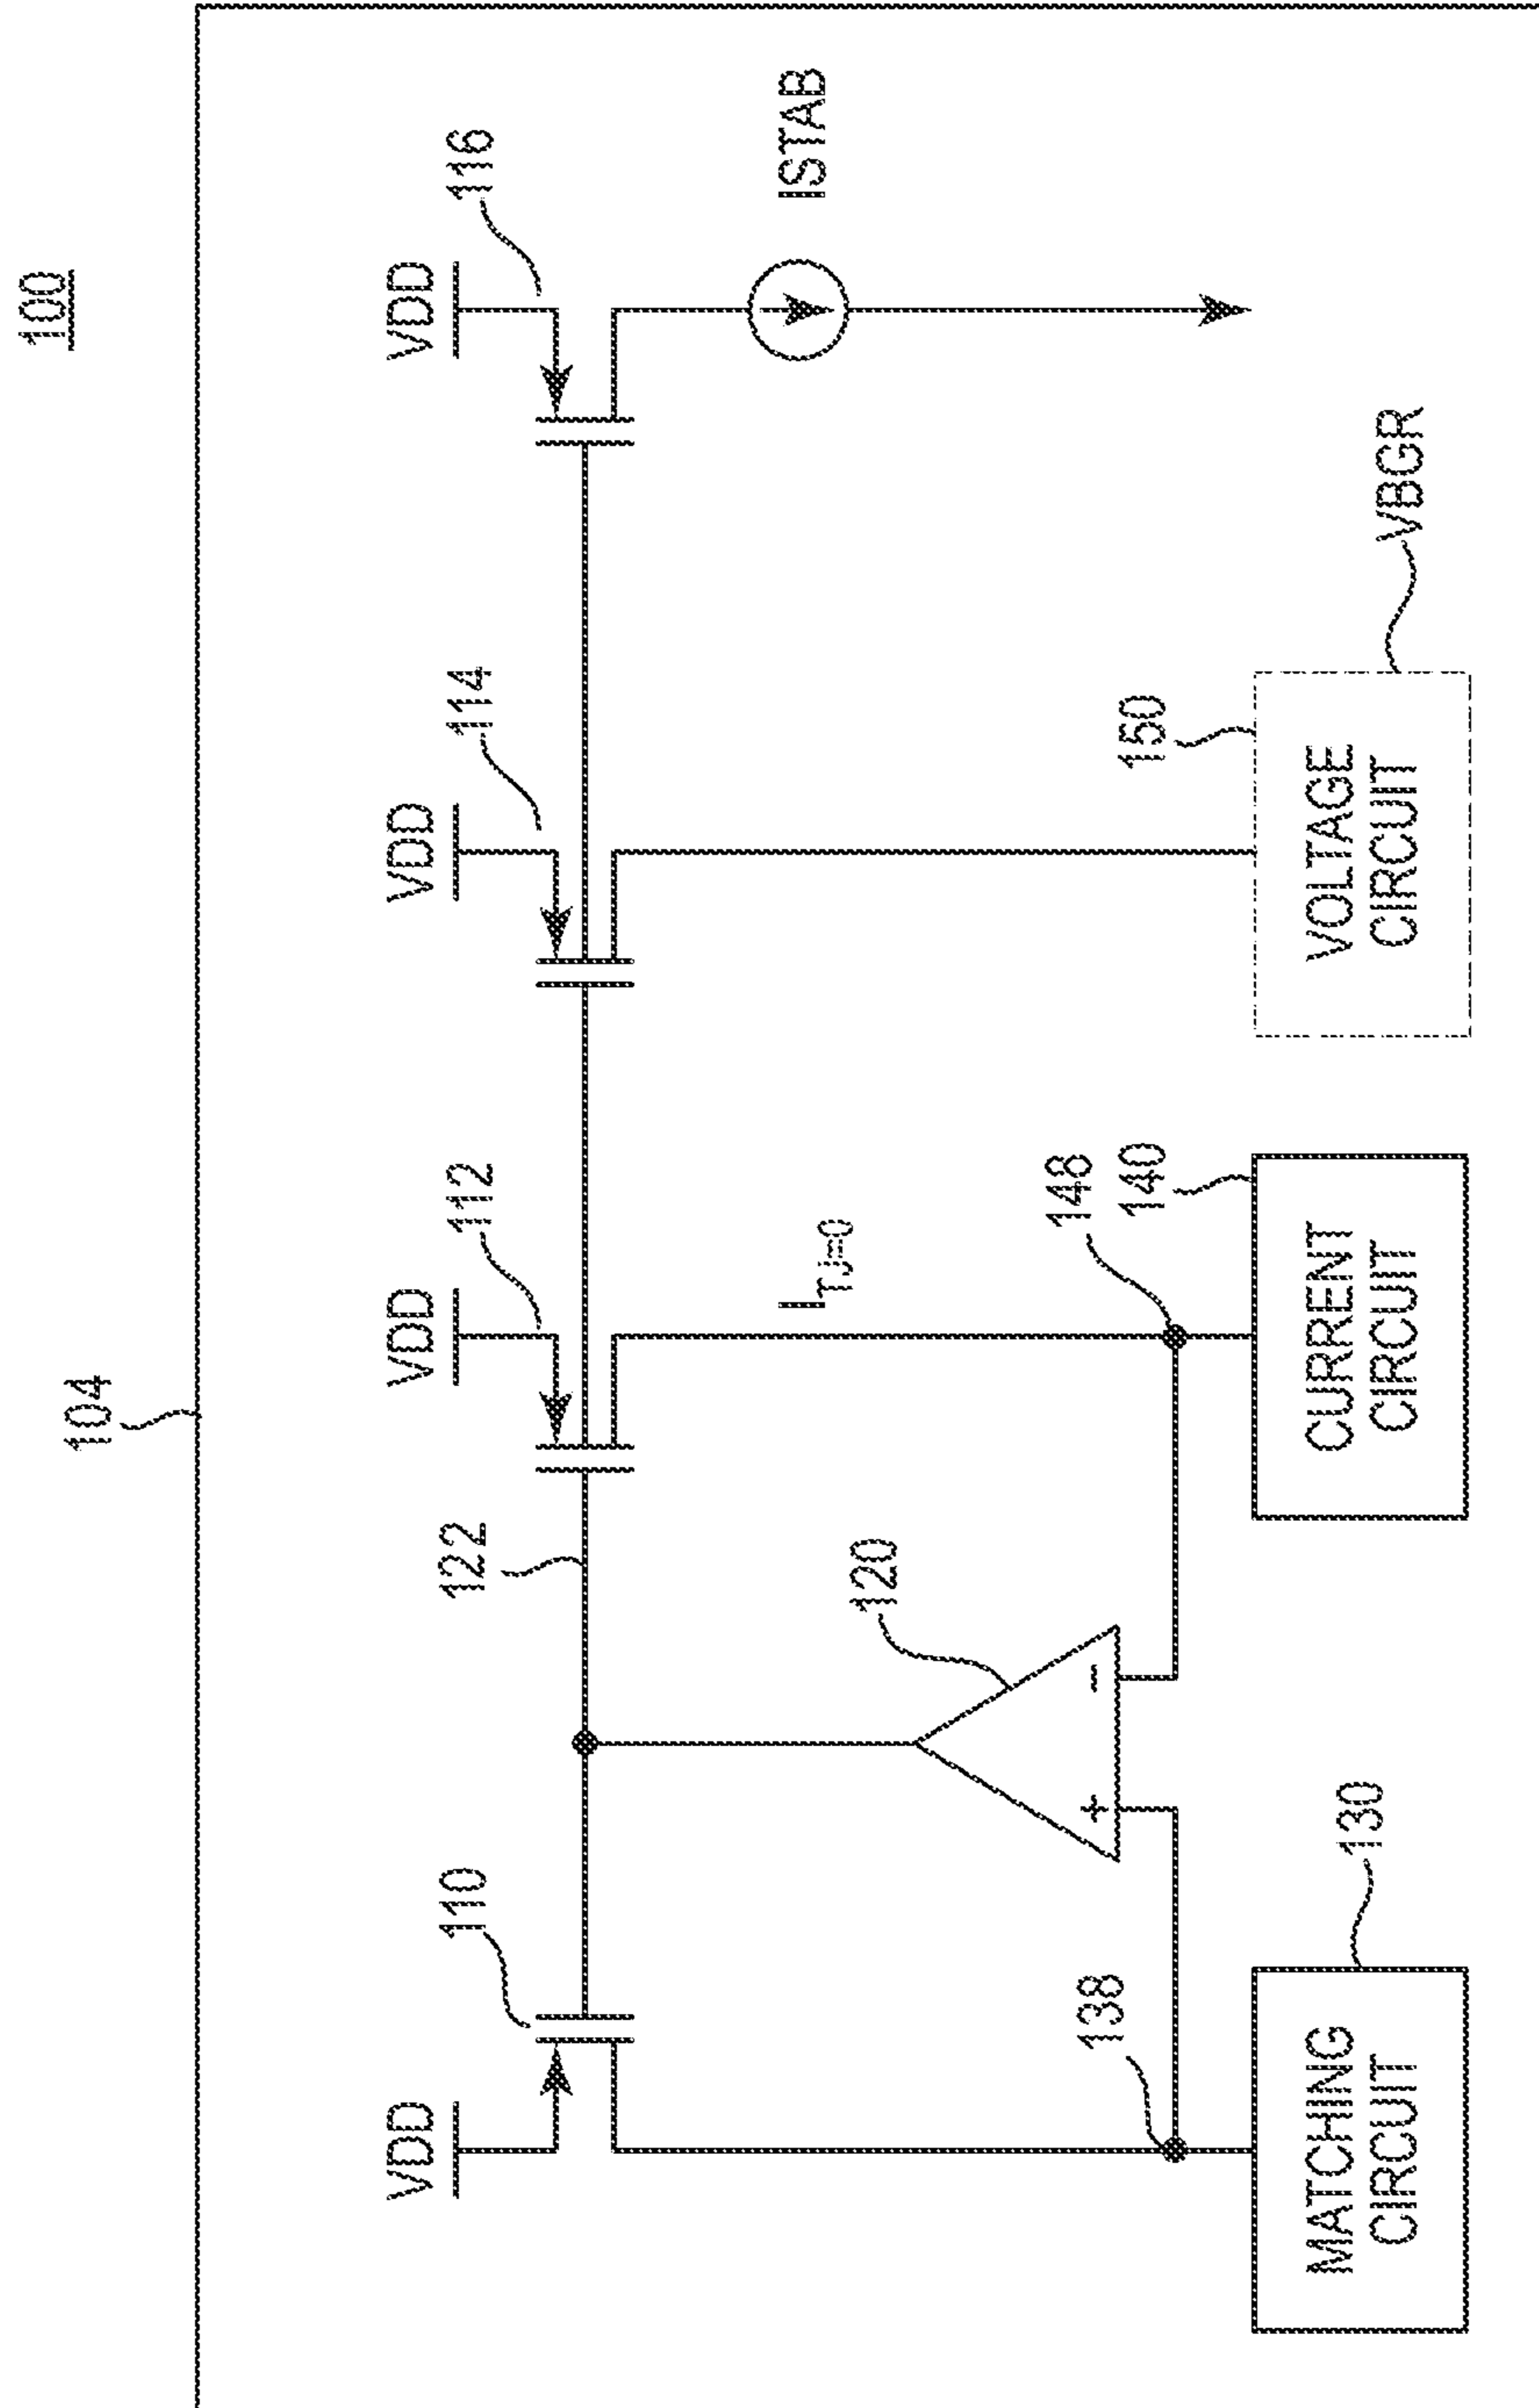 100
104
VDD
VDD
VDD
VDD
110
122
112
114
116
I_{Tj=0}
ISTAB
120
+
-
138
148
140
150
MATCHING
CIRCUIT
130
CURRENT
CIRCUIT
VOLTAGE
CIRCUIT
VBGR